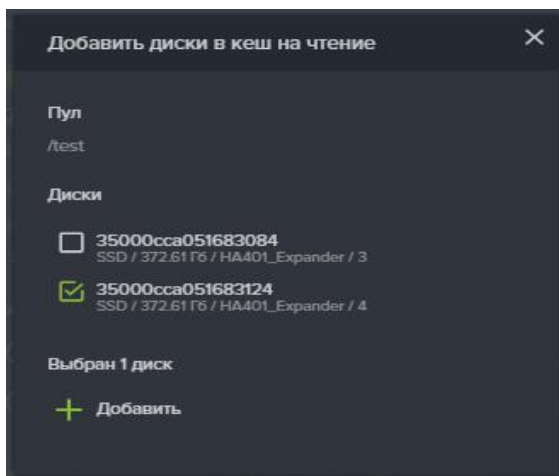 Добавить диски в кеш на чтение
Пул
/test
Диски
35000cca051683084
SSD / 372.61 Гб / HA401_Expander / 3
35000cca051683124
SSD / 372.61 Гб / HA401_Expander / 4
Выбран 1 диск
Добавить